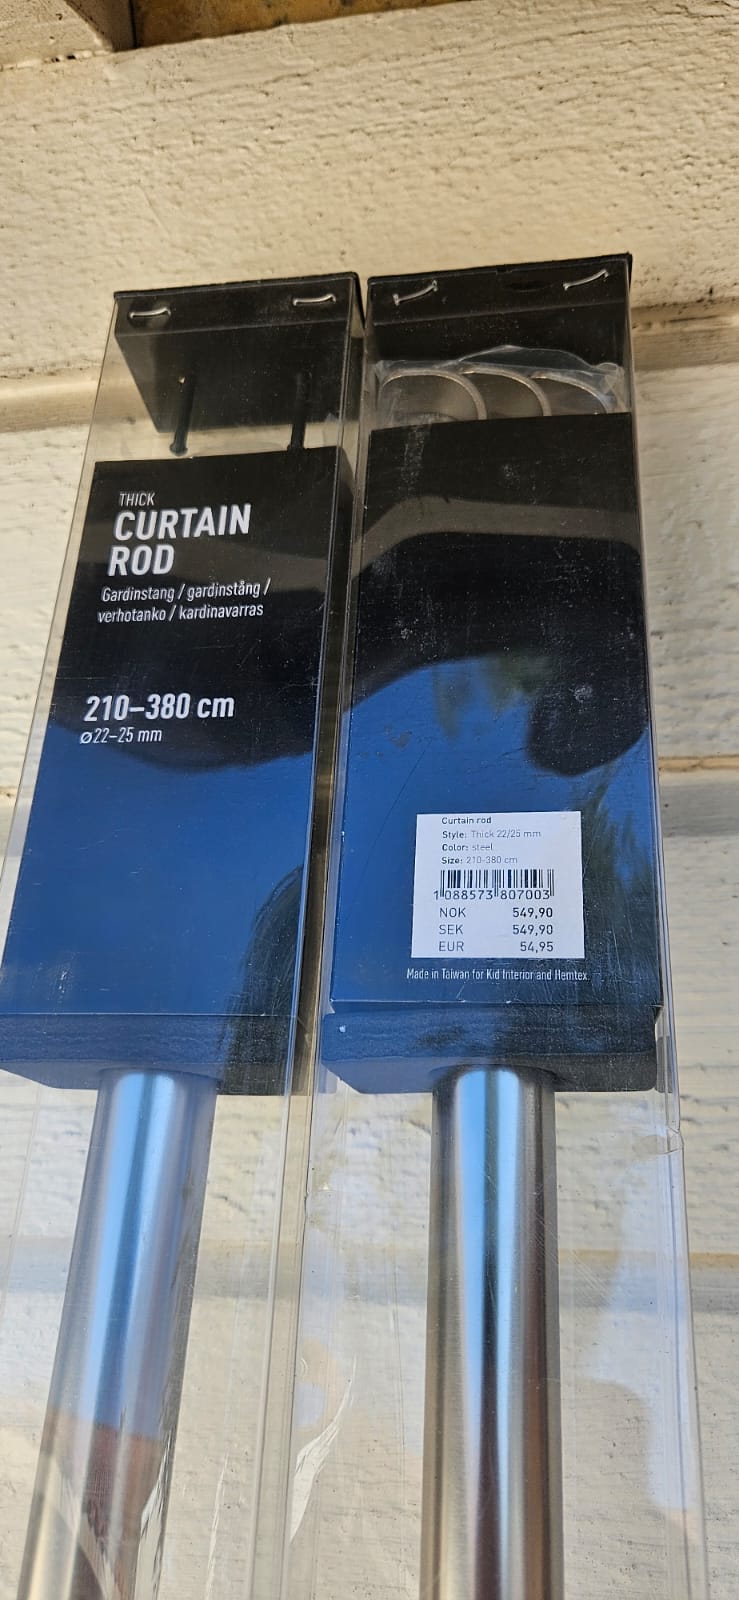 THICK
CURTAIN
ROD
Gardinstang / gardinstång /
verhotanko / kardinavarras
210–380 cm
⌀22–25 mm
Curtain rod
Style: Thick 22/25 mm
Color: steel
Size: 210-380 cm
1 088573 807003
NOK 549,90
SEK 549,90
EUR 54,95
Made in Taiwan for Kid Interior and Hemtex